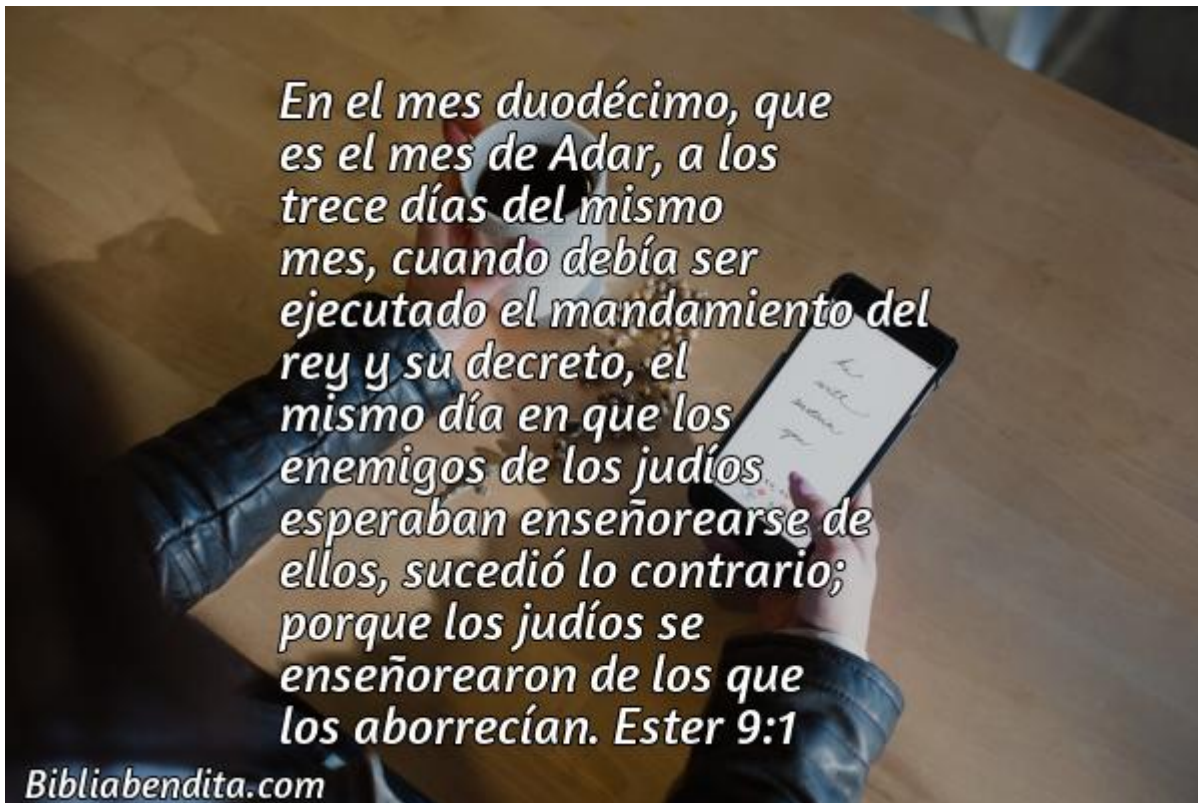 En el mes duodécimo, que
es el mes de Adar, a los
trece días del mismo
mes, cuando debía ser
ejecutado el mandamiento del
rey y su decreto, el
mismo día en que los
enemigos de los judíos
esperaban enseñorearse de
ellos, sucedió lo contrario;
porque los judíos se
enseñorearon de los que
los aborrecían. Ester 9:1
Bibliabendita.com